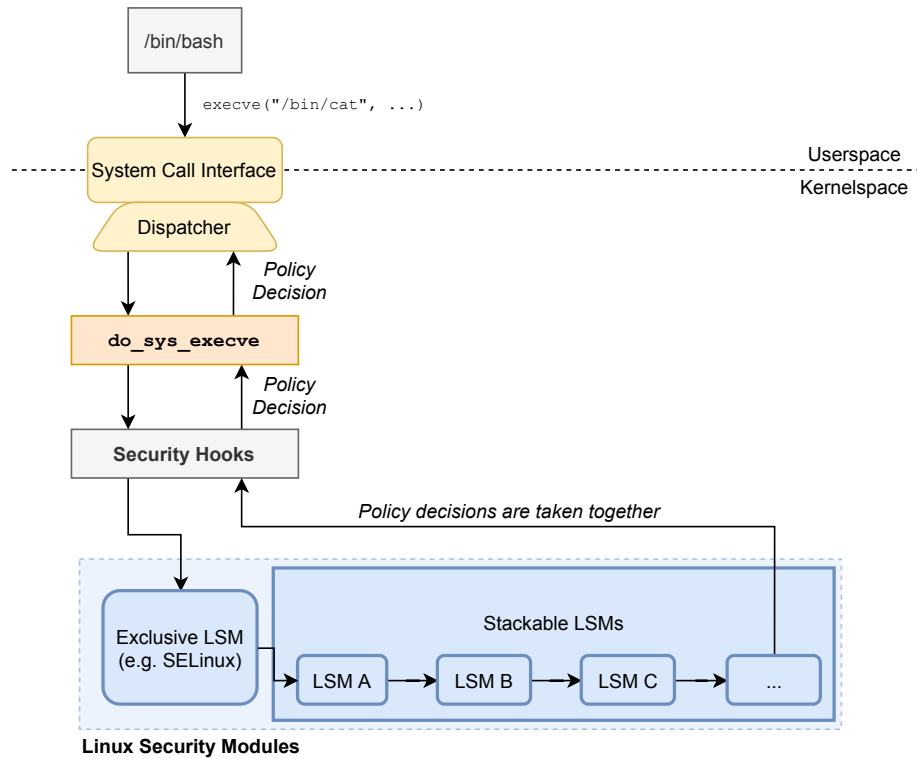 /bin/bash
execve("/bin/cat", ...)
System Call Interface
Userspace
Kernelspace
Dispatcher
Policy
Decision
do_sys_execve
Policy
Decision
Security Hooks
Policy decisions are taken together
Exclusive LSM
(e.g. SELinux)
Stackable LSMs
LSM A
LSM B
LSM C
...
Linux Security Modules